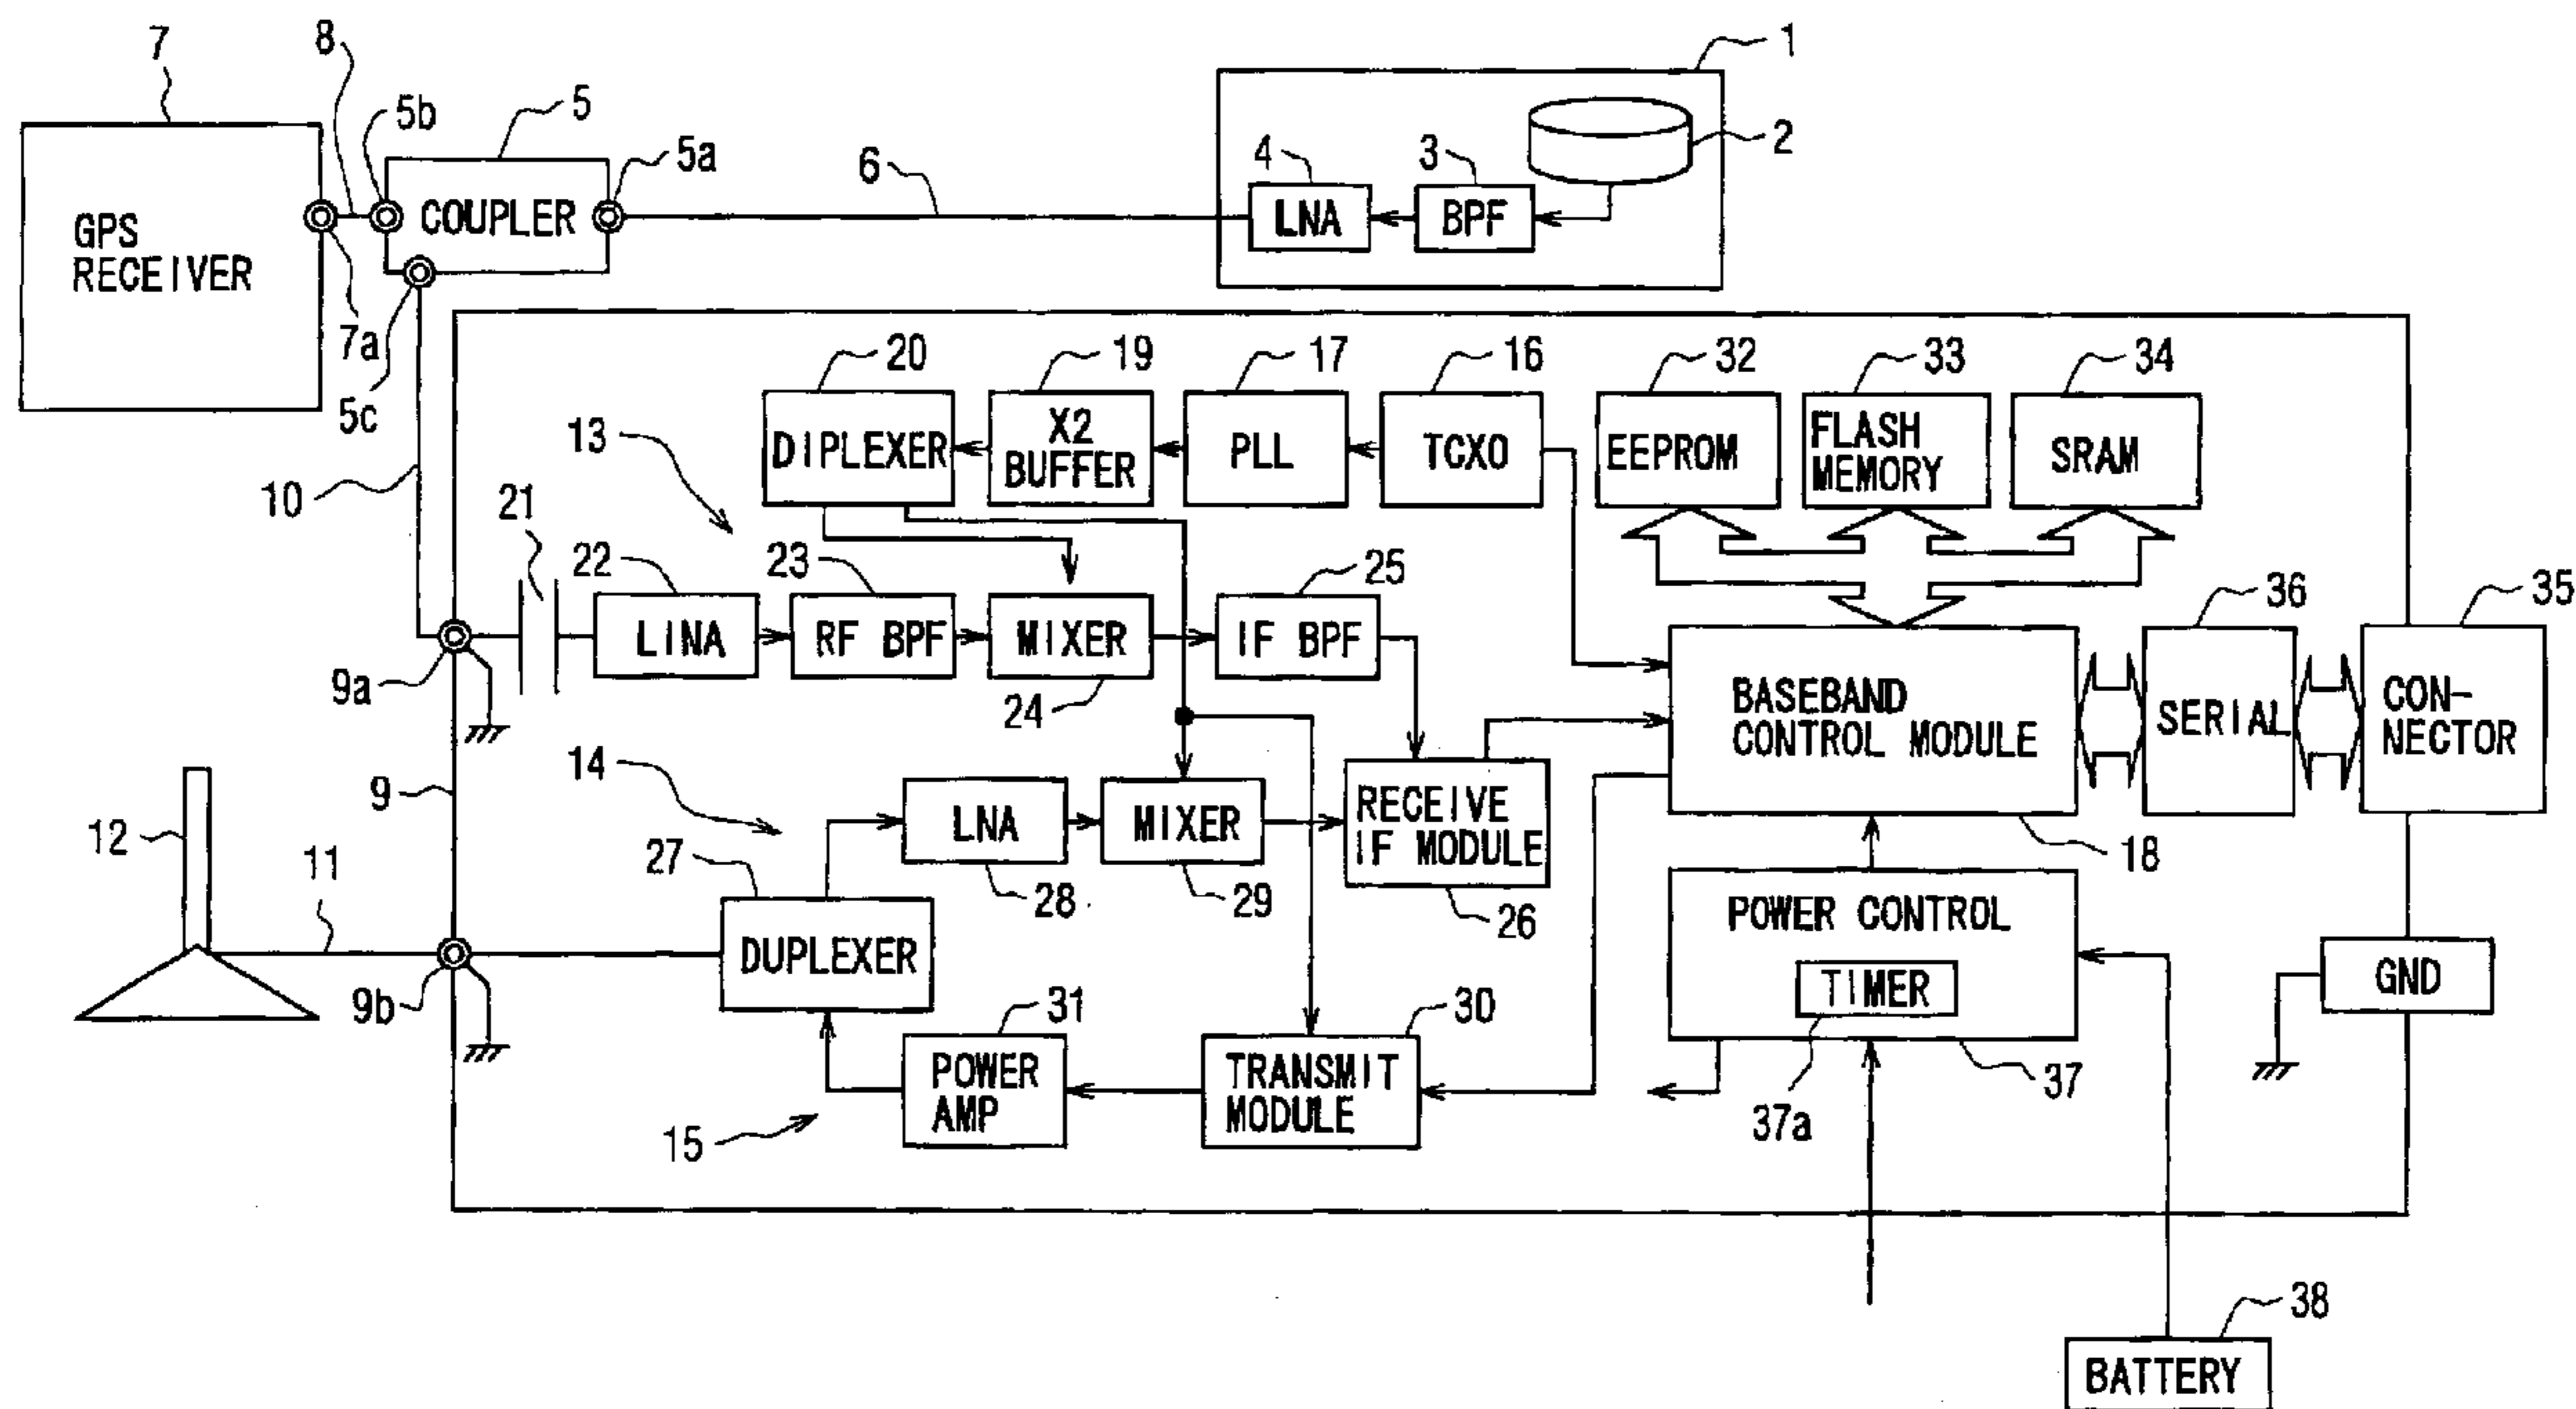 7
8
1
5b
5
5a
6
4
3
2
GPS
RECEIVER
COUPLER
LNA
BPF
7a
5c
20
19
17
16
32
33
34
13
DIPLEXER
X2
BUFFER
PLL
TCXO
EEPROM
FLASH
MEMORY
SRAM
10
21
22
23
25
36
35
LINA
RF BPF
MIXER
IF BPF
9a
24
BASEBAND
CONTROL MODULE
SERIAL
CON-
NECTOR
9
14
12
11
27
LNA
MIXER
RECEIVE
IF MODULE
18
28
29
26
POWER CONTROL
DUPLEXER
TIMER
GND
9b
31
30
POWER
AMP
TRANSMIT
MODULE
37
37a
15
38
BATTERY